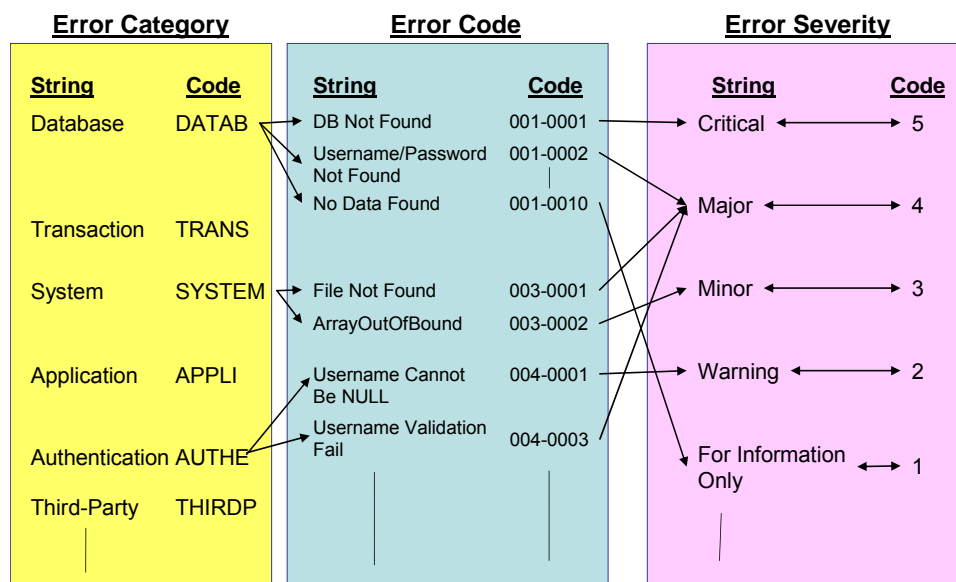 Error Category
Error Code
Error Severity
String Code
String Code
String Code
Database DATAB
DB Not Found 001-0001
Critical 5
Username/Password 001-0002
Not Found
No Data Found 001-0010
Major 4
Transaction TRANS
System SYSTEM
File Not Found 003-0001
Minor 3
ArrayOutOfBound 003-0002
Application APPLI
Username Cannot 004-0001
Be NULL
Warning 2
Username Validation 004-0003
Fail
Authentication AUTHE
For Information 1
Only
Third-Party THIRDP